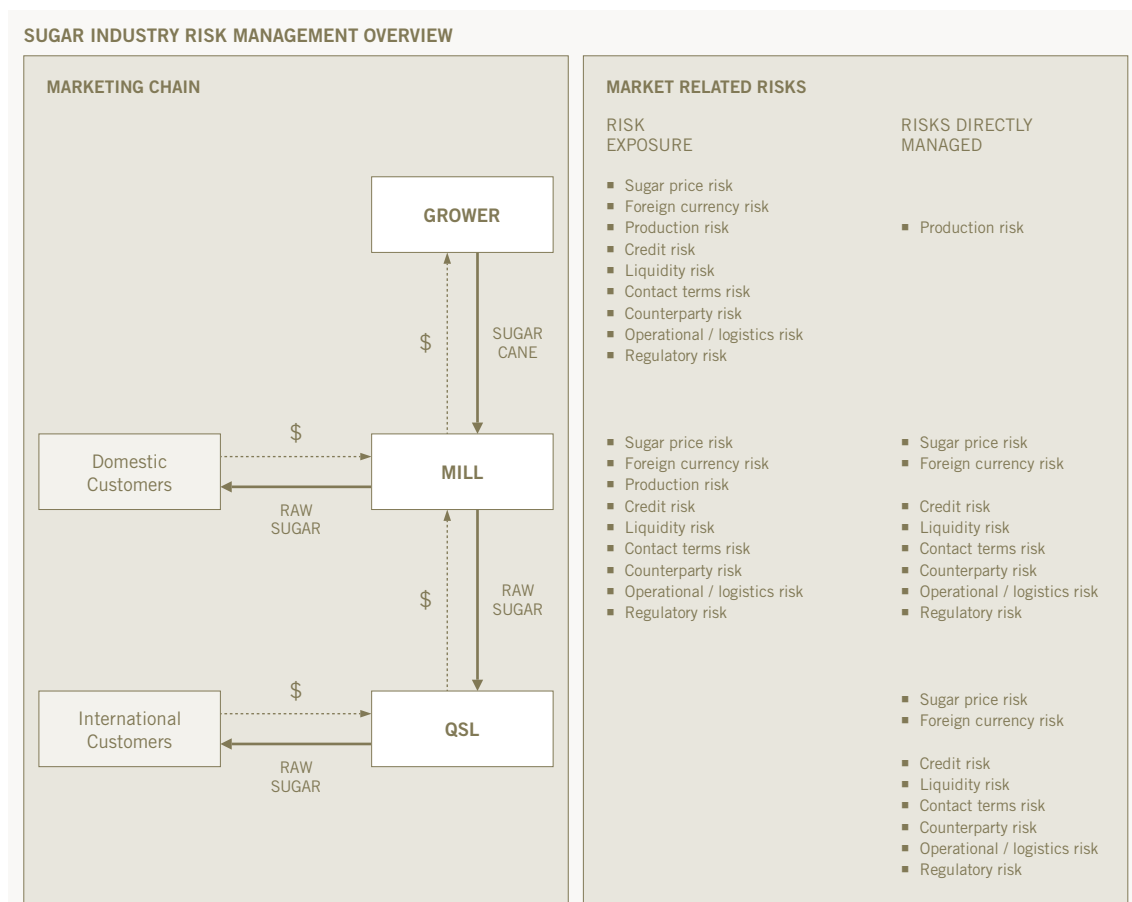 SUGAR INDUSTRY RISK MANAGEMENT OVERVIEW
MARKETING CHAIN
GROWER
$
SUGAR
CANE
Domestic
Customers
$
RAW
SUGAR
MILL
$
RAW
SUGAR
International
Customers
$
RAW
SUGAR
QSL
MARKET RELATED RISKS
RISK
EXPOSURE
RISKS DIRECTLY
MANAGED
Sugar price risk
Foreign currency risk
Production risk
Credit risk
Liquidity risk
Contact terms risk
Counterparty risk
Operational / logistics risk
Regulatory risk
Production risk
Sugar price risk
Foreign currency risk
Production risk
Credit risk
Liquidity risk
Contact terms risk
Counterparty risk
Operational / logistics risk
Regulatory risk
Sugar price risk
Foreign currency risk
Credit risk
Liquidity risk
Contact terms risk
Counterparty risk
Operational / logistics risk
Regulatory risk
Sugar price risk
Foreign currency risk
Credit risk
Liquidity risk
Contact terms risk
Counterparty risk
Operational / logistics risk
Regulatory risk